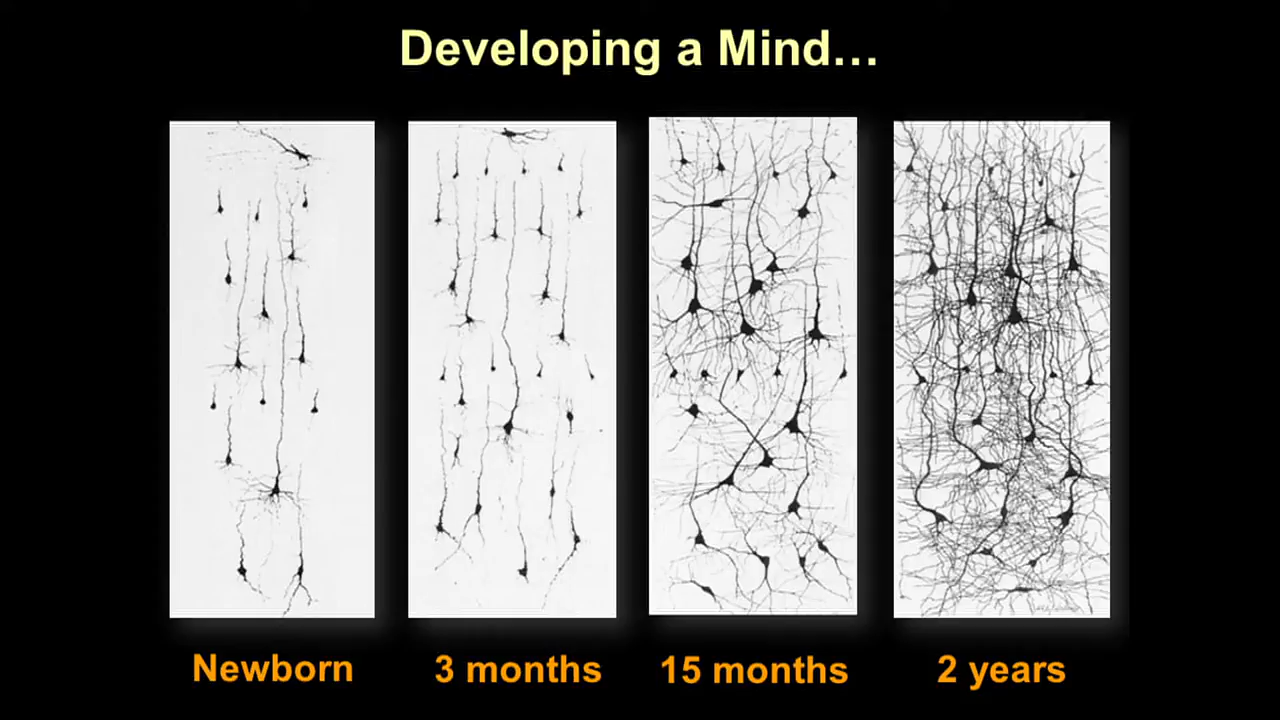 Developing a Mind...
Newborn
3 months
15 months
2 years